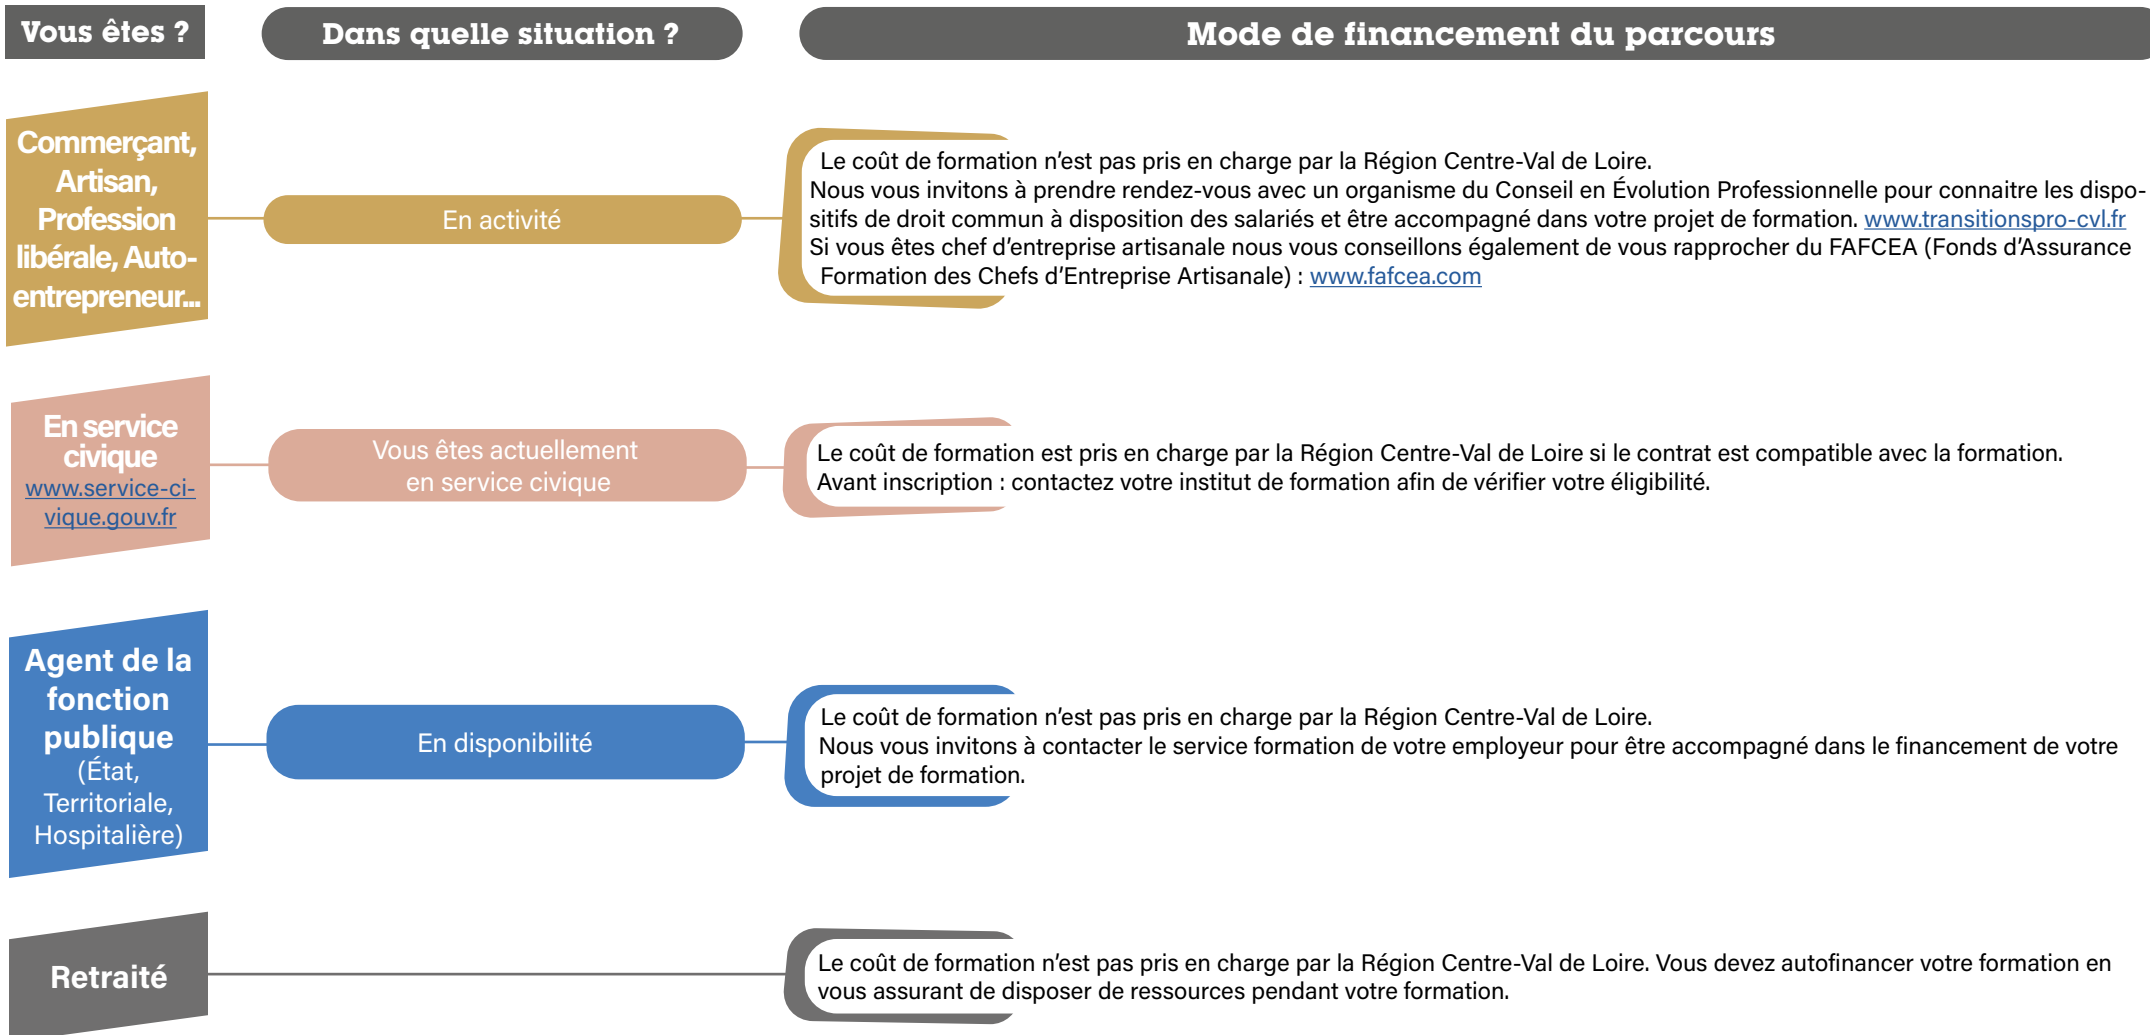 Vous êtes ?
Dans quelle situation ?
Mode de financement du parcours
Commerçant,
Artisan,
Profession
libérale, Auto-
entrepreneur...
En activité
Le coût de formation n'est pas pris en charge par la Région Centre-Val de Loire.
Nous vous invitons à prendre rendez-vous avec un organisme du Conseil en Évolution Professionnelle pour connaitre les dispo-
sitifs de droit commun à disposition des salariés et être accompagné dans votre projet de formation. www.transitionspro-cvl.fr
Si vous êtes chef d'entreprise artisanale nous vous conseillons également de vous rapprocher du FAFCEA (Fonds d'Assurance
Formation des Chefs d'Entreprise Artisanale) : www.fafcea.com
En service
civique
www.service-ci-
vique.gouv.fr
Vous êtes actuellement
en service civique
Le coût de formation est pris en charge par la Région Centre-Val de Loire si le contrat est compatible avec la formation.
Avant inscription : contactez votre institut de formation afin de vérifier votre éligibilité.
Agent de la
fonction
publique
(État,
Territoriale,
Hospitalière)
En disponibilité
Le coût de formation n'est pas pris en charge par la Région Centre-Val de Loire.
Nous vous invitons à contacter le service formation de votre employeur pour être accompagné dans le financement de votre
projet de formation.
Retraité
Le coût de formation n'est pas pris en charge par la Région Centre-Val de Loire. Vous devez autofinancer votre formation en
vous assurant de disposer de ressources pendant votre formation.